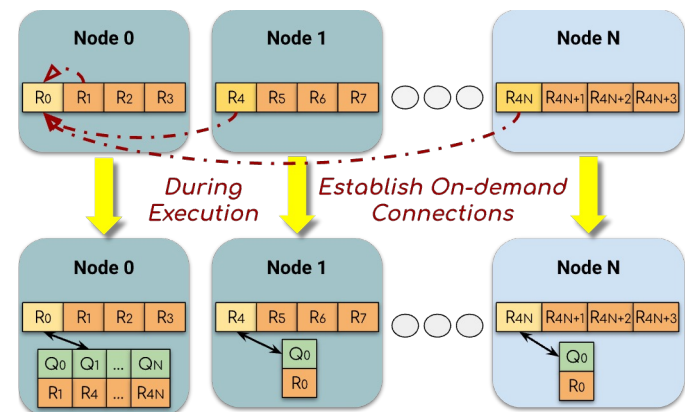 Node 0 Node 1 Node N
R0 R1 R2 R3 R4 R5 R6 R7 R4N R4N+1 R4N+2 R4N+3
During Establish On-demand
Execution Connections
Node 0 Node 1 Node N
R0 R1 R2 R3 R4 R5 R6 R7 R4N R4N+1 R4N+2 R4N+3
Q0 Q1 ... QN Q0 Q0
R1 R4 ... R4N R0 R0